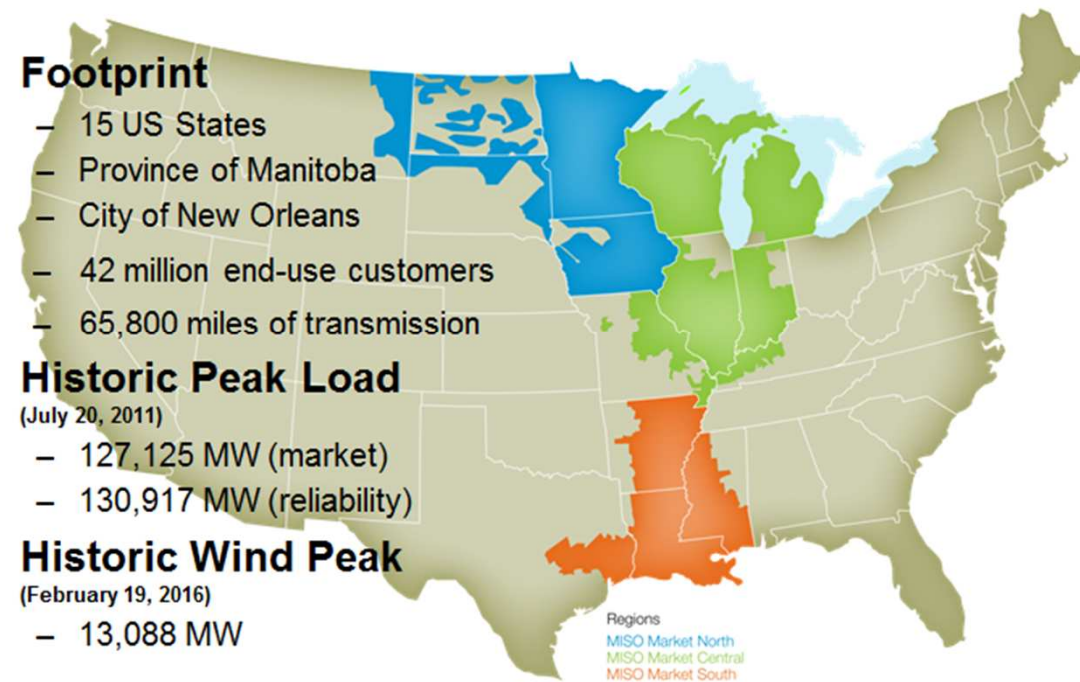 Footprint
– 15 US States
– Province of Manitoba
– City of New Orleans
– 42 million end-use customers
– 65,800 miles of transmission
Historic Peak Load
(July 20, 2011)
– 127,125 MW (market)
– 130,917 MW (reliability)
Historic Wind Peak
(February 19, 2016)
– 13,088 MW
Regions
MISO Market North
MISO Market Central
MISO Market South